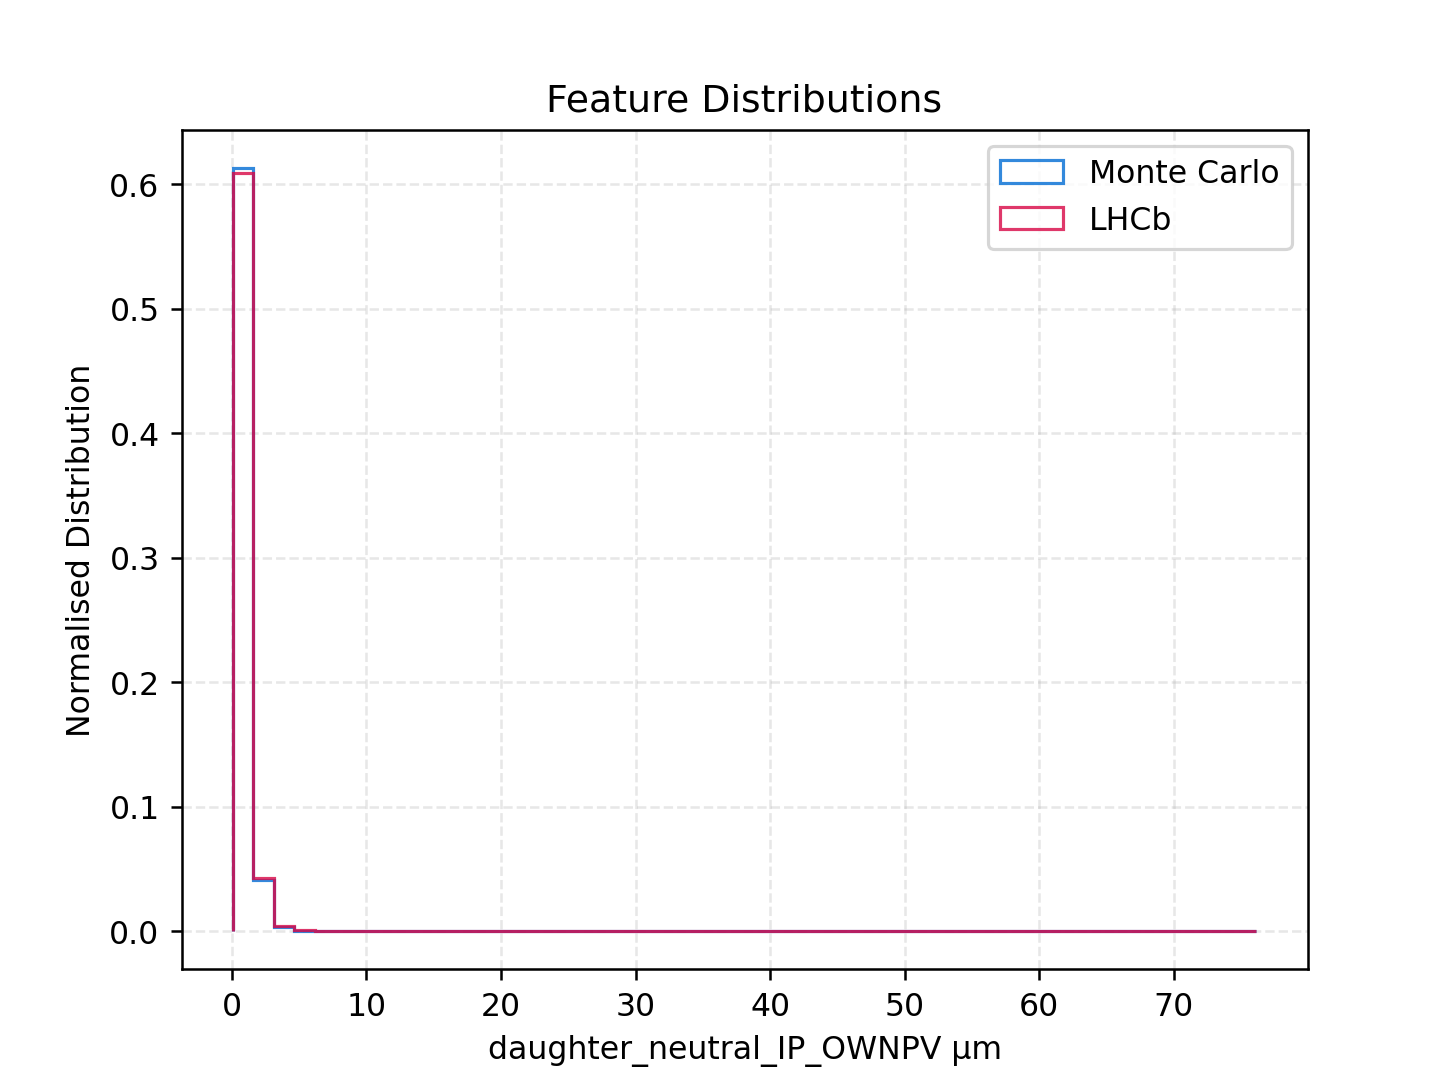 Feature Distributions
Monte Carlo
LHCb
Normalised Distribution
0.6
0.5
0.4
0.3
0.2
0.1
0.0
0 10 20 30 40 50 60 70
daughter_neutral_IP_OWNPV μm